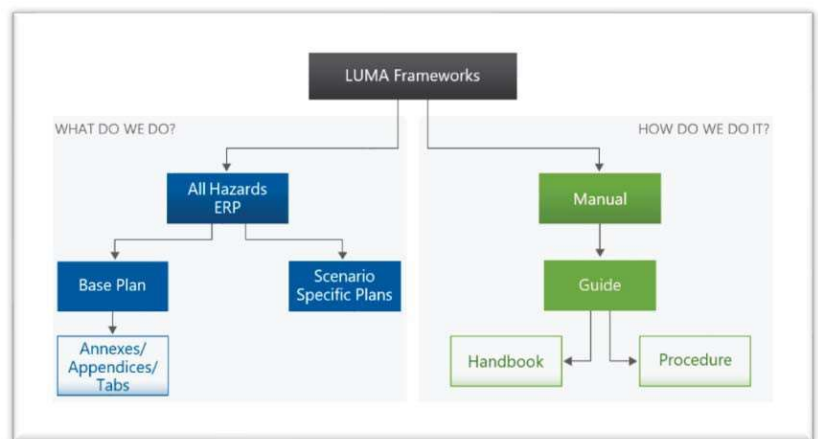 LUMA Frameworks
WHAT DO WE DO?
HOW DO WE DO IT?
All Hazards
ERP
Manual
Base Plan
Scenario
Specific Plans
Guide
Annexes/
Appendices/
Tabs
Handbook
Procedure